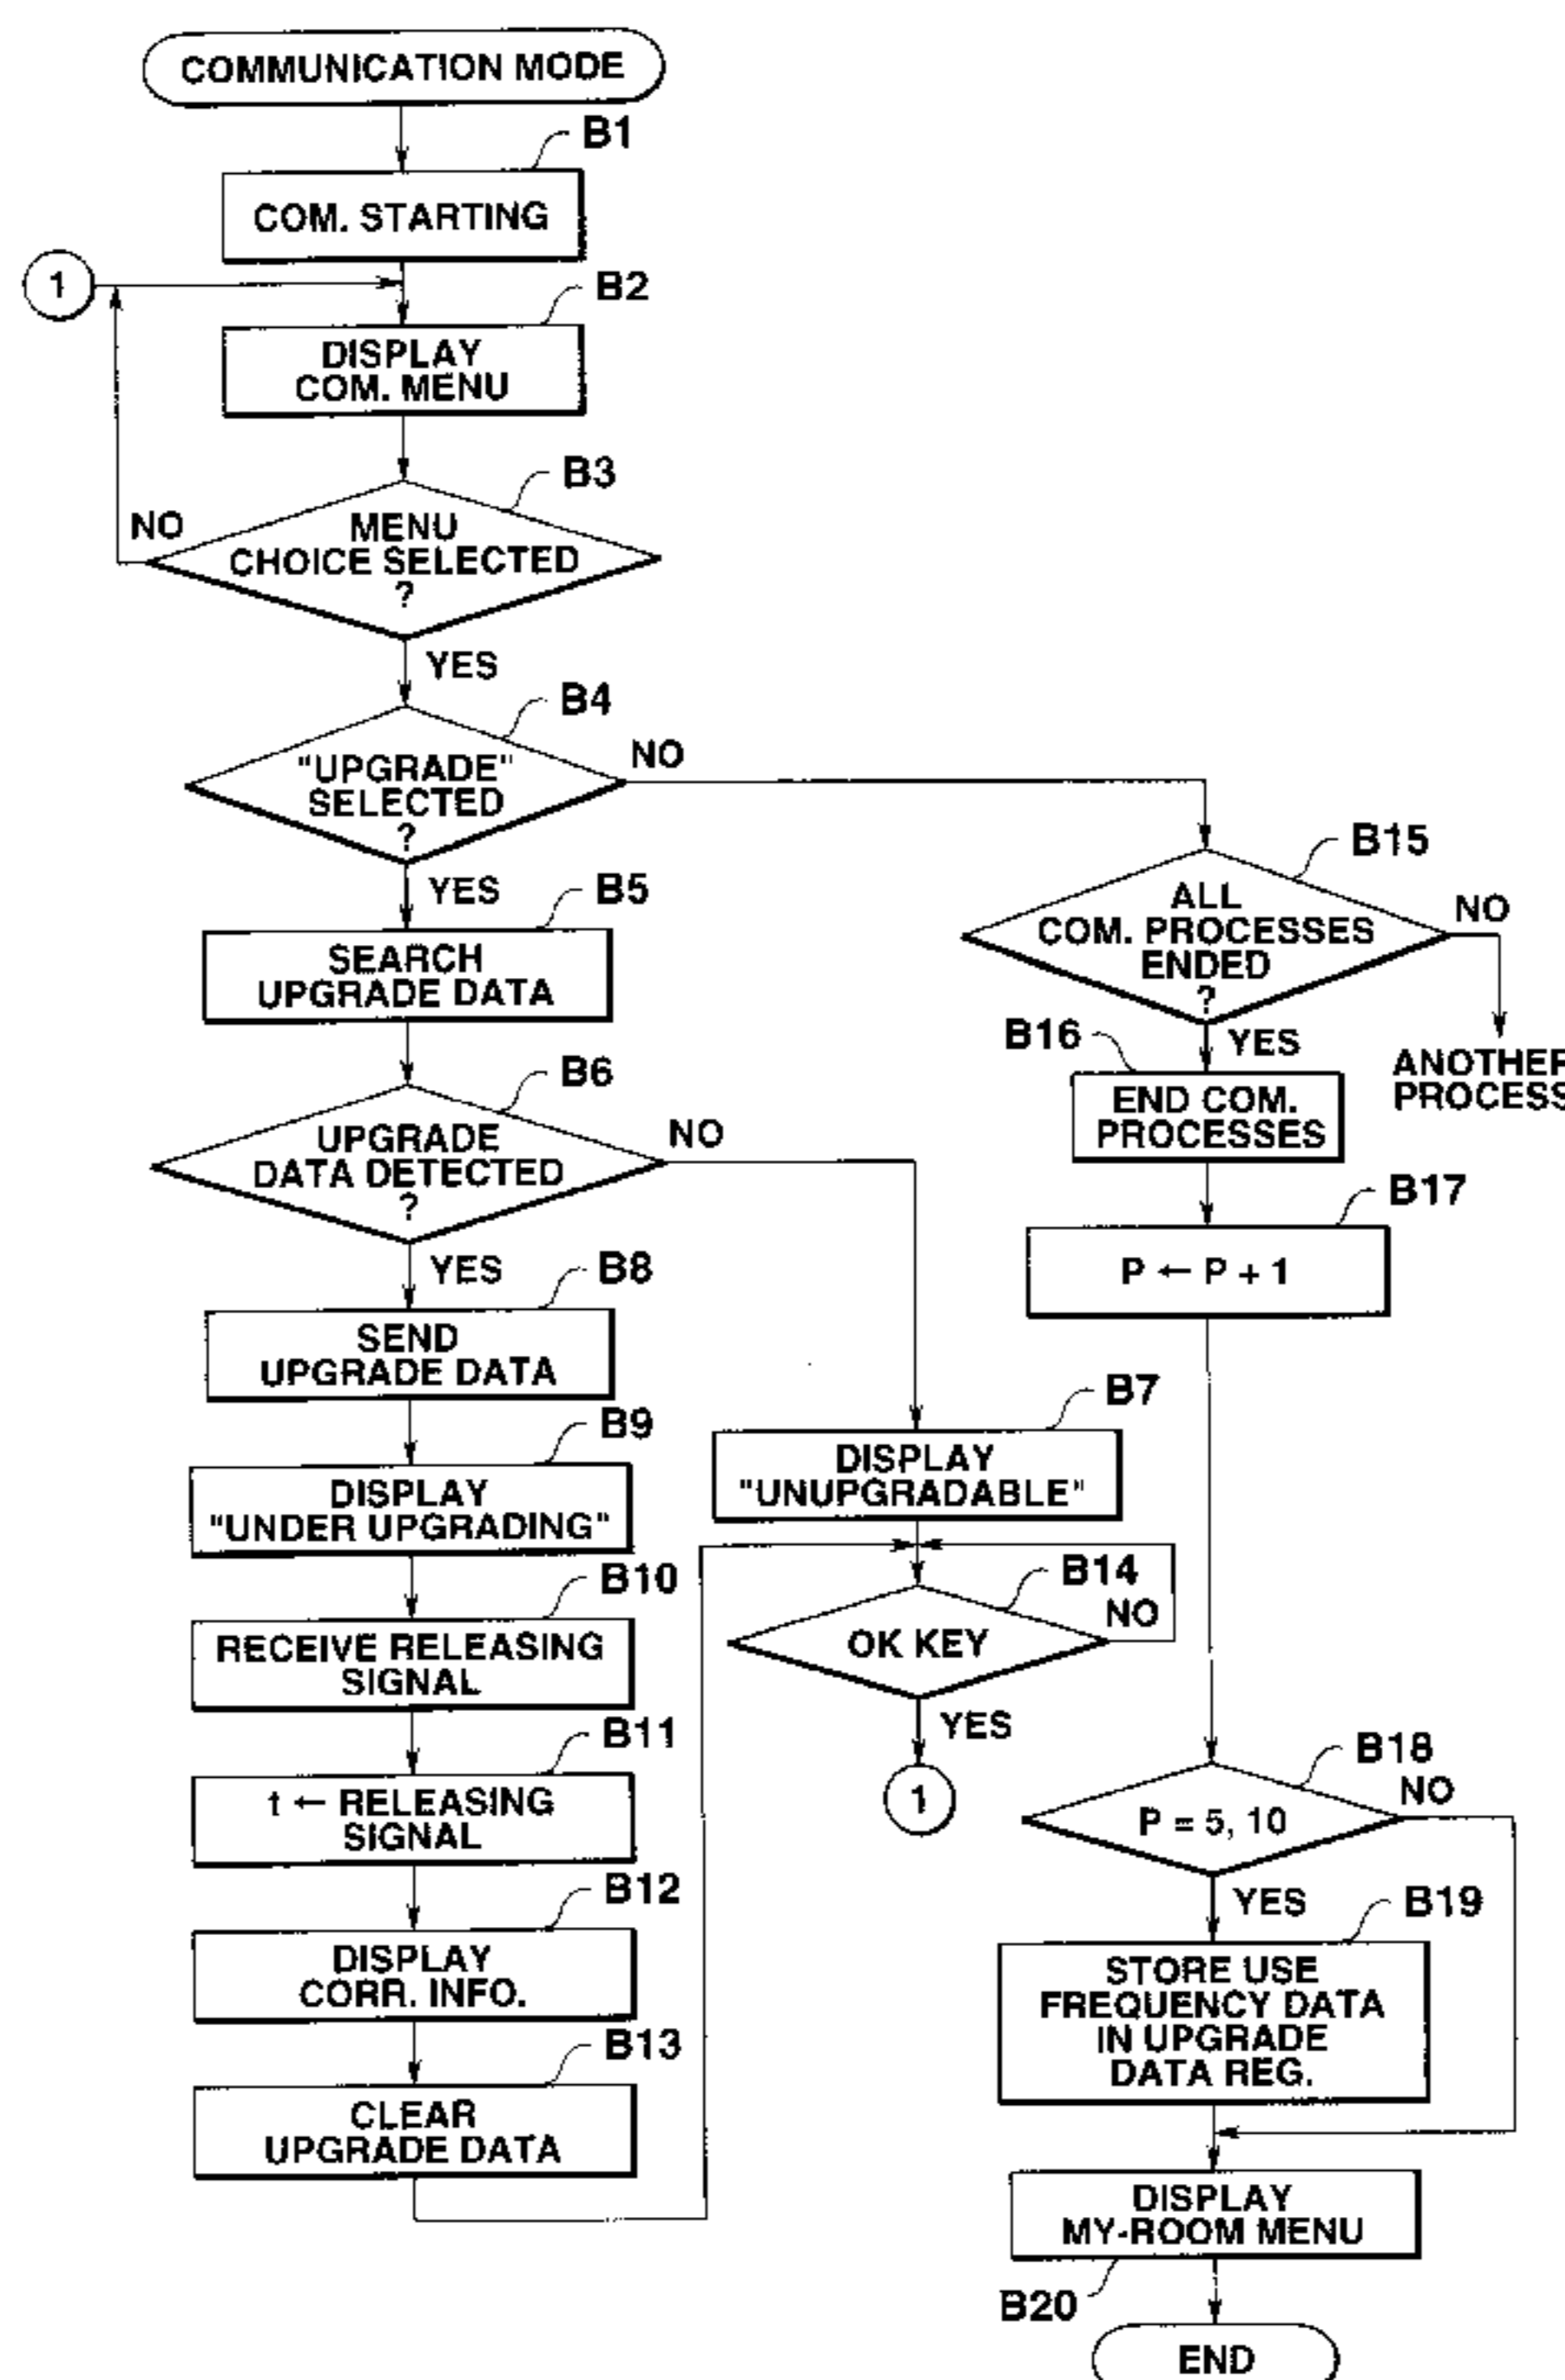 COMMUNICATION MODE
B1
COM. STARTING
1
B2
DISPLAY
COM. MENU
B3
NO
MENU
CHOICE SELECTED
?
YES
B4
"UPGRADE"
SELECTED
?
NO
YES
B5
SEARCH
UPGRADE DATA
B6
UPGRADE
DATA DETECTED
?
NO
YES
B8
SEND
UPGRADE DATA
B9
DISPLAY
"UNDER UPGRADING"
B10
RECEIVE RELEASING
SIGNAL
B11
t ← RELEASING
SIGNAL
B12
DISPLAY
CORR. INFO.
B13
CLEAR
UPGRADE DATA
B7
DISPLAY
"UNUPGRADABLE"
B14
OK KEY
NO
YES
1
B15
ALL
COM. PROCESSES
ENDED
?
NO
ANOTHER
PROCESS
YES
B16
END COM.
PROCESSES
B17
P ← P + 1
B18
P = 5, 10
NO
YES
B19
STORE USE
FREQUENCY DATA
IN UPGRADE
DATA REG.
DISPLAY
MY-ROOM MENU
B20
END